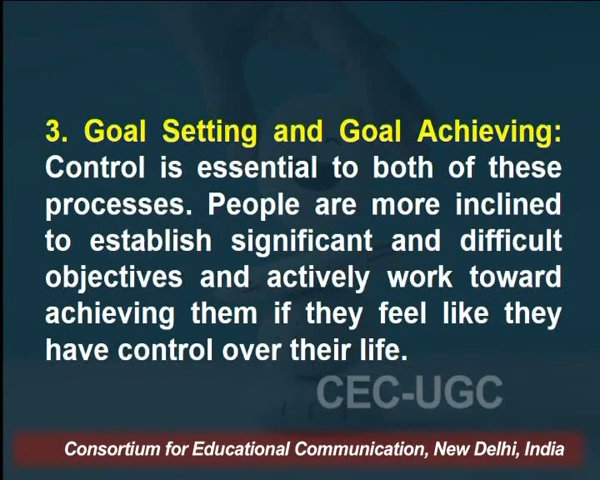 3. Goal Setting and Goal Achieving:
Control is essential to both of these
processes. People are more inclined
to establish significant and difficult
objectives and actively work toward
achieving them if they feel like they
have control over their life.
CEC-UGC
Consortium for Educational Communication, New Delhi, India